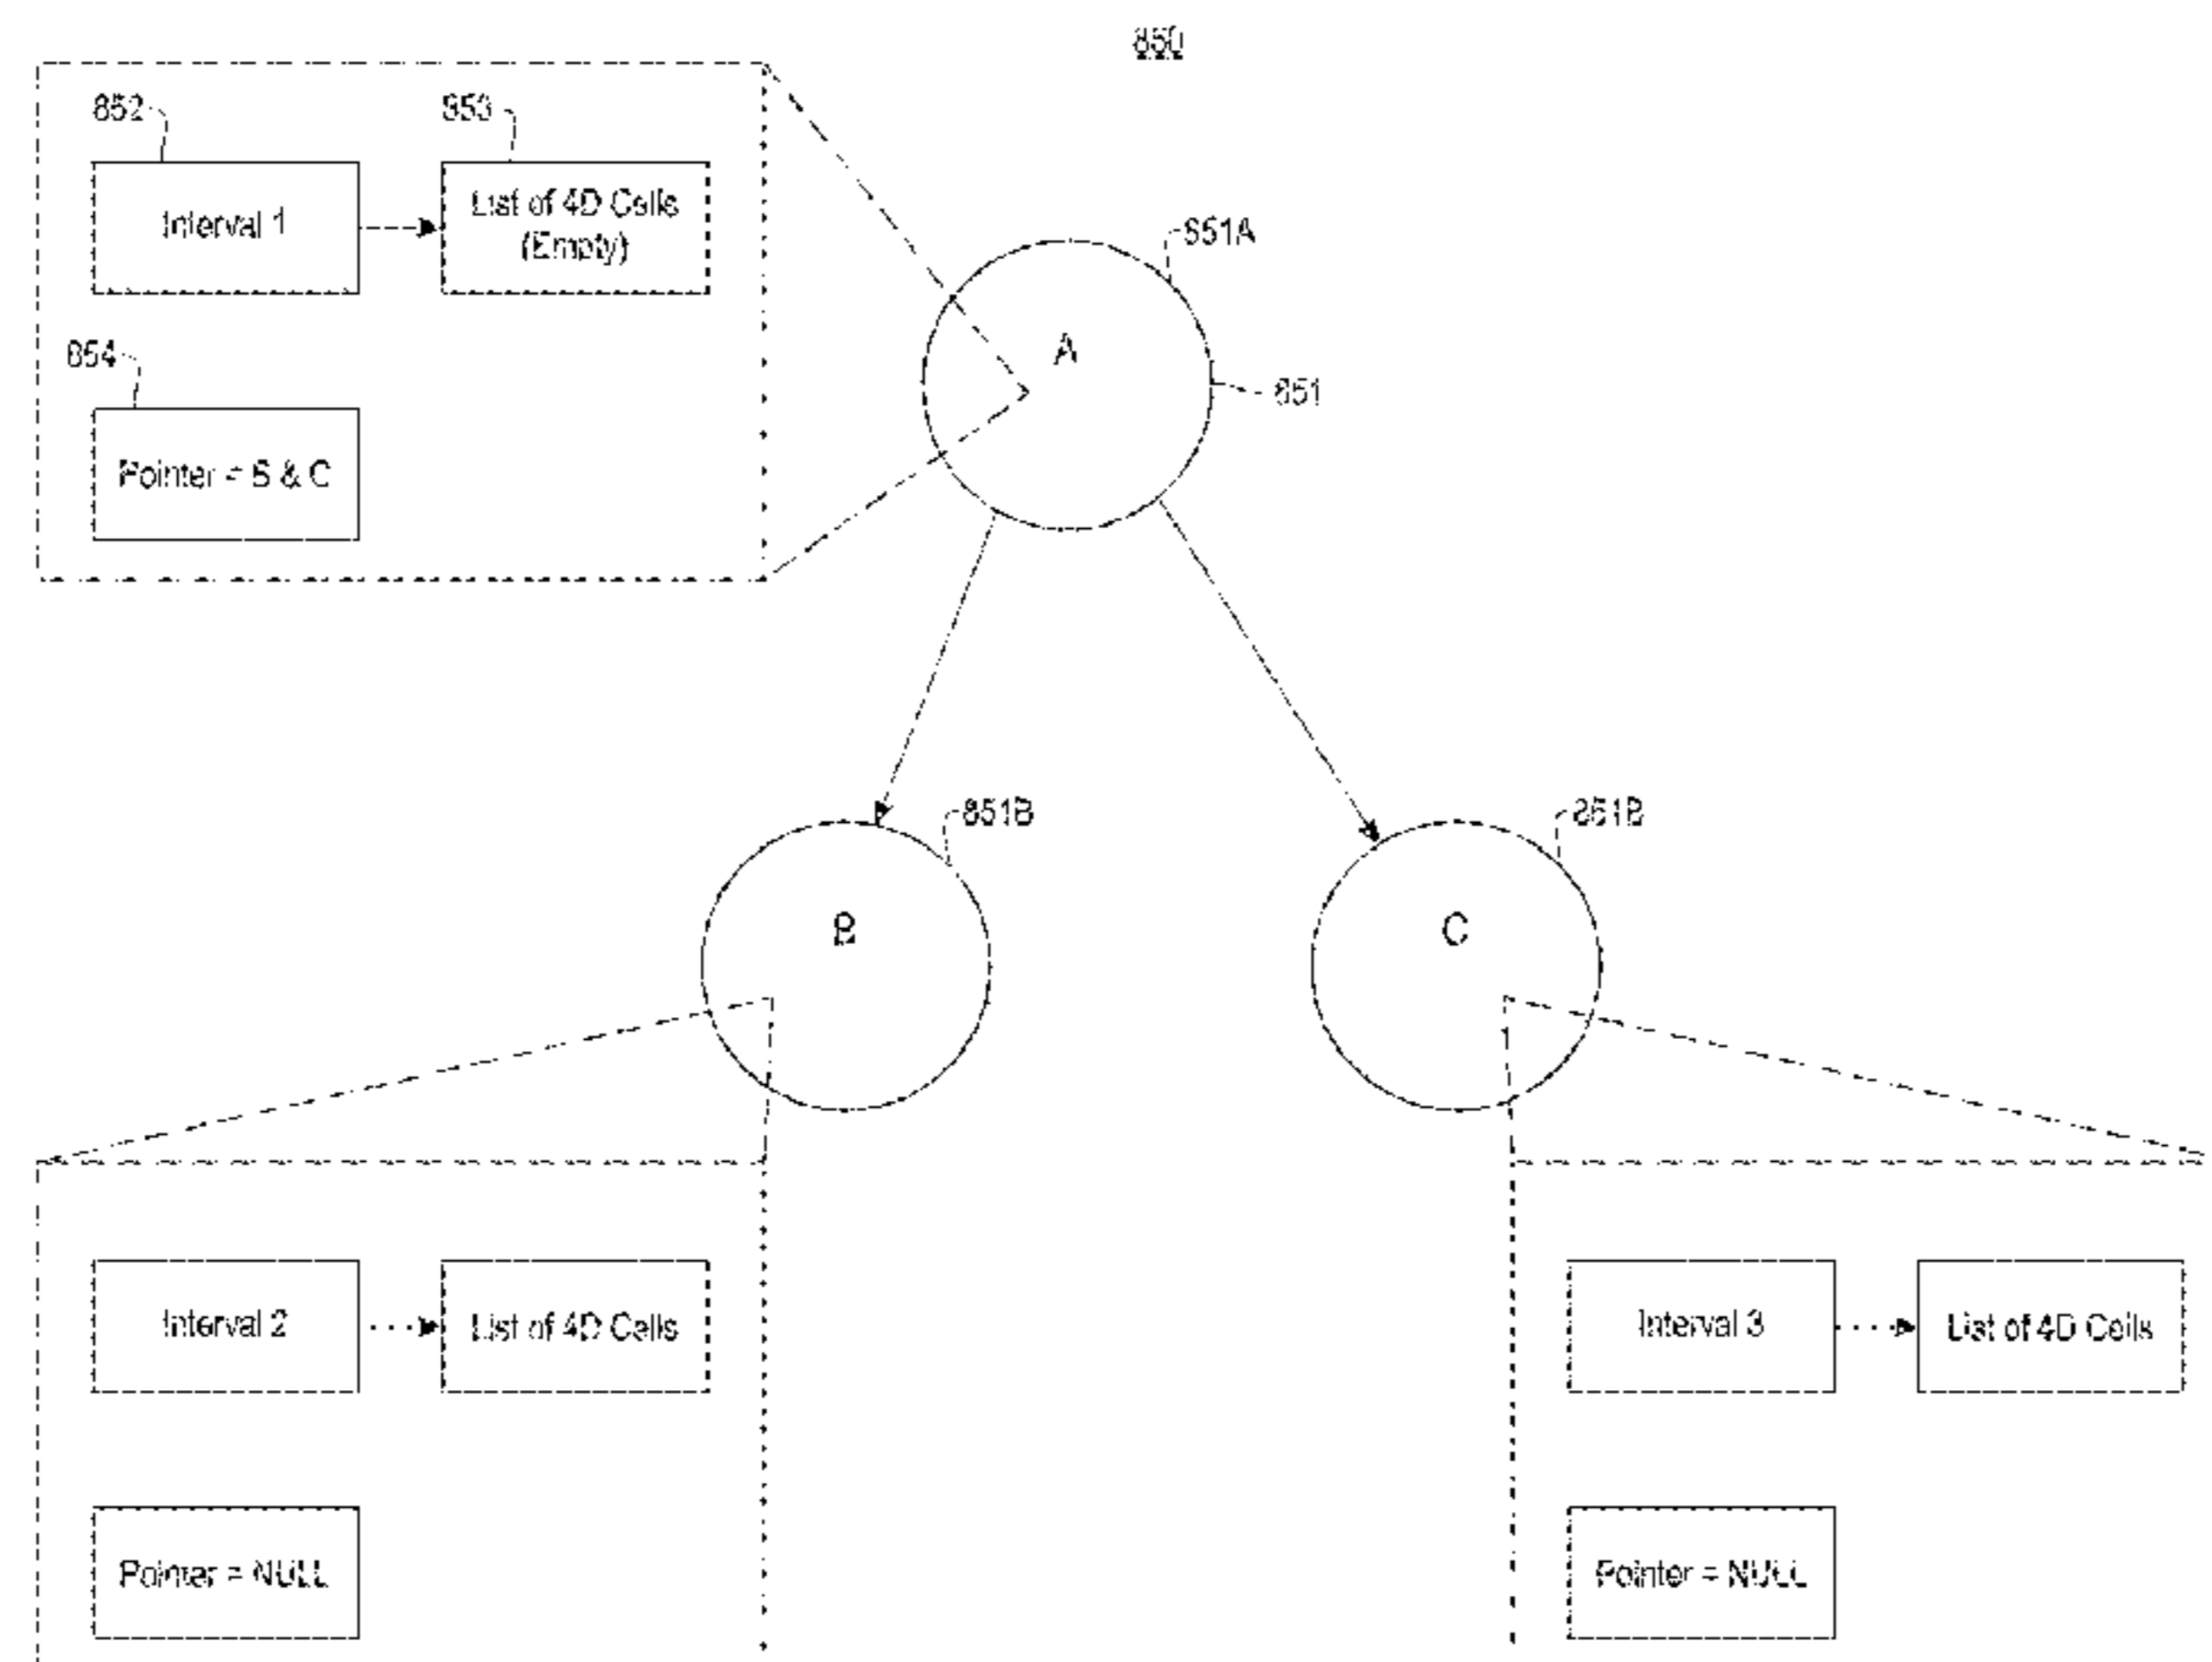 850
852
853
Interval 1
List of 4D Cells
(Empty)
851A
A
854
851
Pointer = B & C
851B
851B
B
C
Interval 2
List of 4D Cells
Interval 3
List of 4D Cells
Pointer = NULL
Pointer = NULL